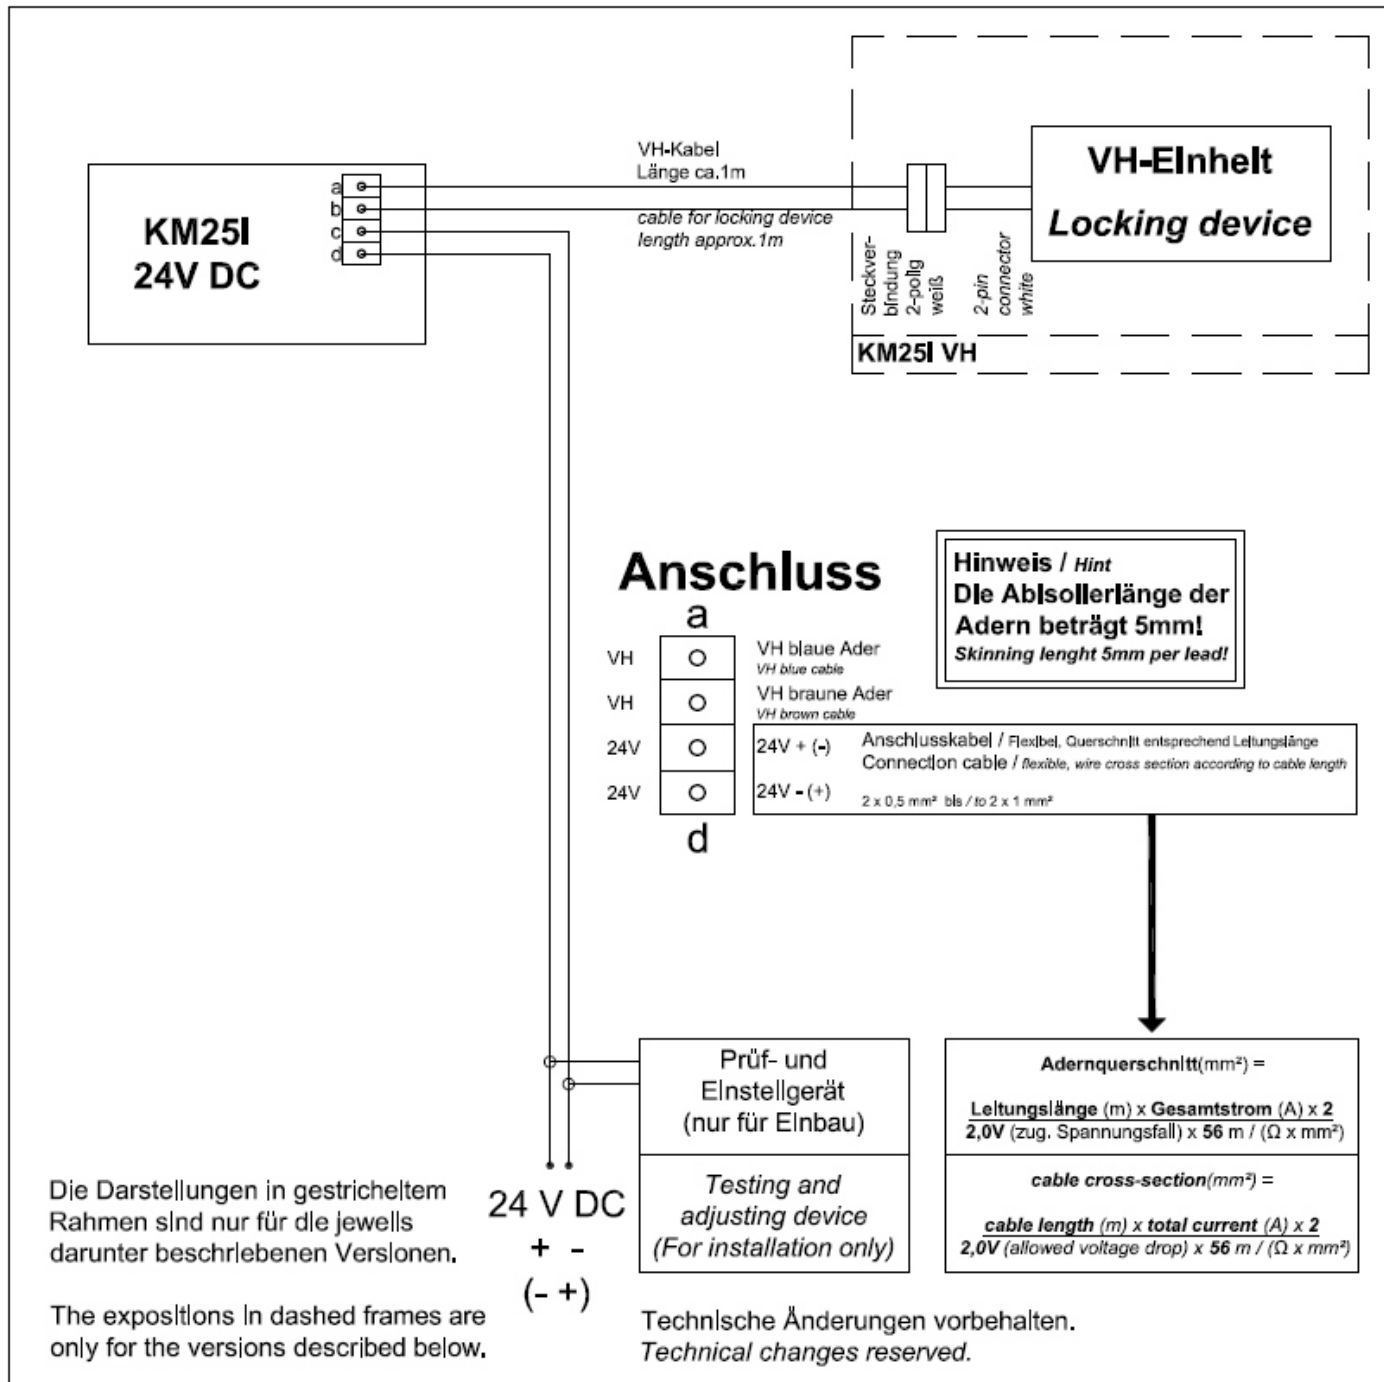 VH-Kabel
Länge ca.1m
cable for locking device
length approx.1m
KM25I
24V DC
a
b
c
d
VH-EInheIt
Locking device
Steckver-
bIndung
2-polIg
weiß
2-pin
connector
white
KM25I VH
Anschluss
a
VH
VH blaue Ader
VH blue cable
VH
VH braune Ader
VH brown cable
24V
24V + (-)
24V
24V - (+)
d
Anschlusskabel / FlexIbel, QuerschnItt entsprechend LeItungslänge
Connection cable / flexible, wire cross section according to cable length
2 x 0,5 mm² bIs / to 2 x 1 mm²
Hinweis / Hint
DIe AbIsollerlänge der
Adern beträgt 5mm!
Skinning lenght 5mm per lead!
Prüf- und
EInstellgerät
(nur für EInbau)
Testing and
adjusting device
(For installation only)
AdernquerschnItt(mm²) =
LeItungslänge (m) x Gesamtstrom (A) x 2
2,0V (zug. Spannungsfall) x 56 m / (Ω x mm²)
cable cross-section(mm²) =
cable length (m) x total current (A) x 2
2,0V (allowed voltage drop) x 56 m / (Ω x mm²)
24 V DC
+ -
(- +)
Die Darstellungen in gestricheltem
Rahmen sInd nur für dIe jeweIls
darunter beschrIebenen VersIonen.
The exposItIons In dashed frames are
only for the versIons descrIbed below.
TechnIsche Änderungen vorbehalten.
Technical changes reserved.